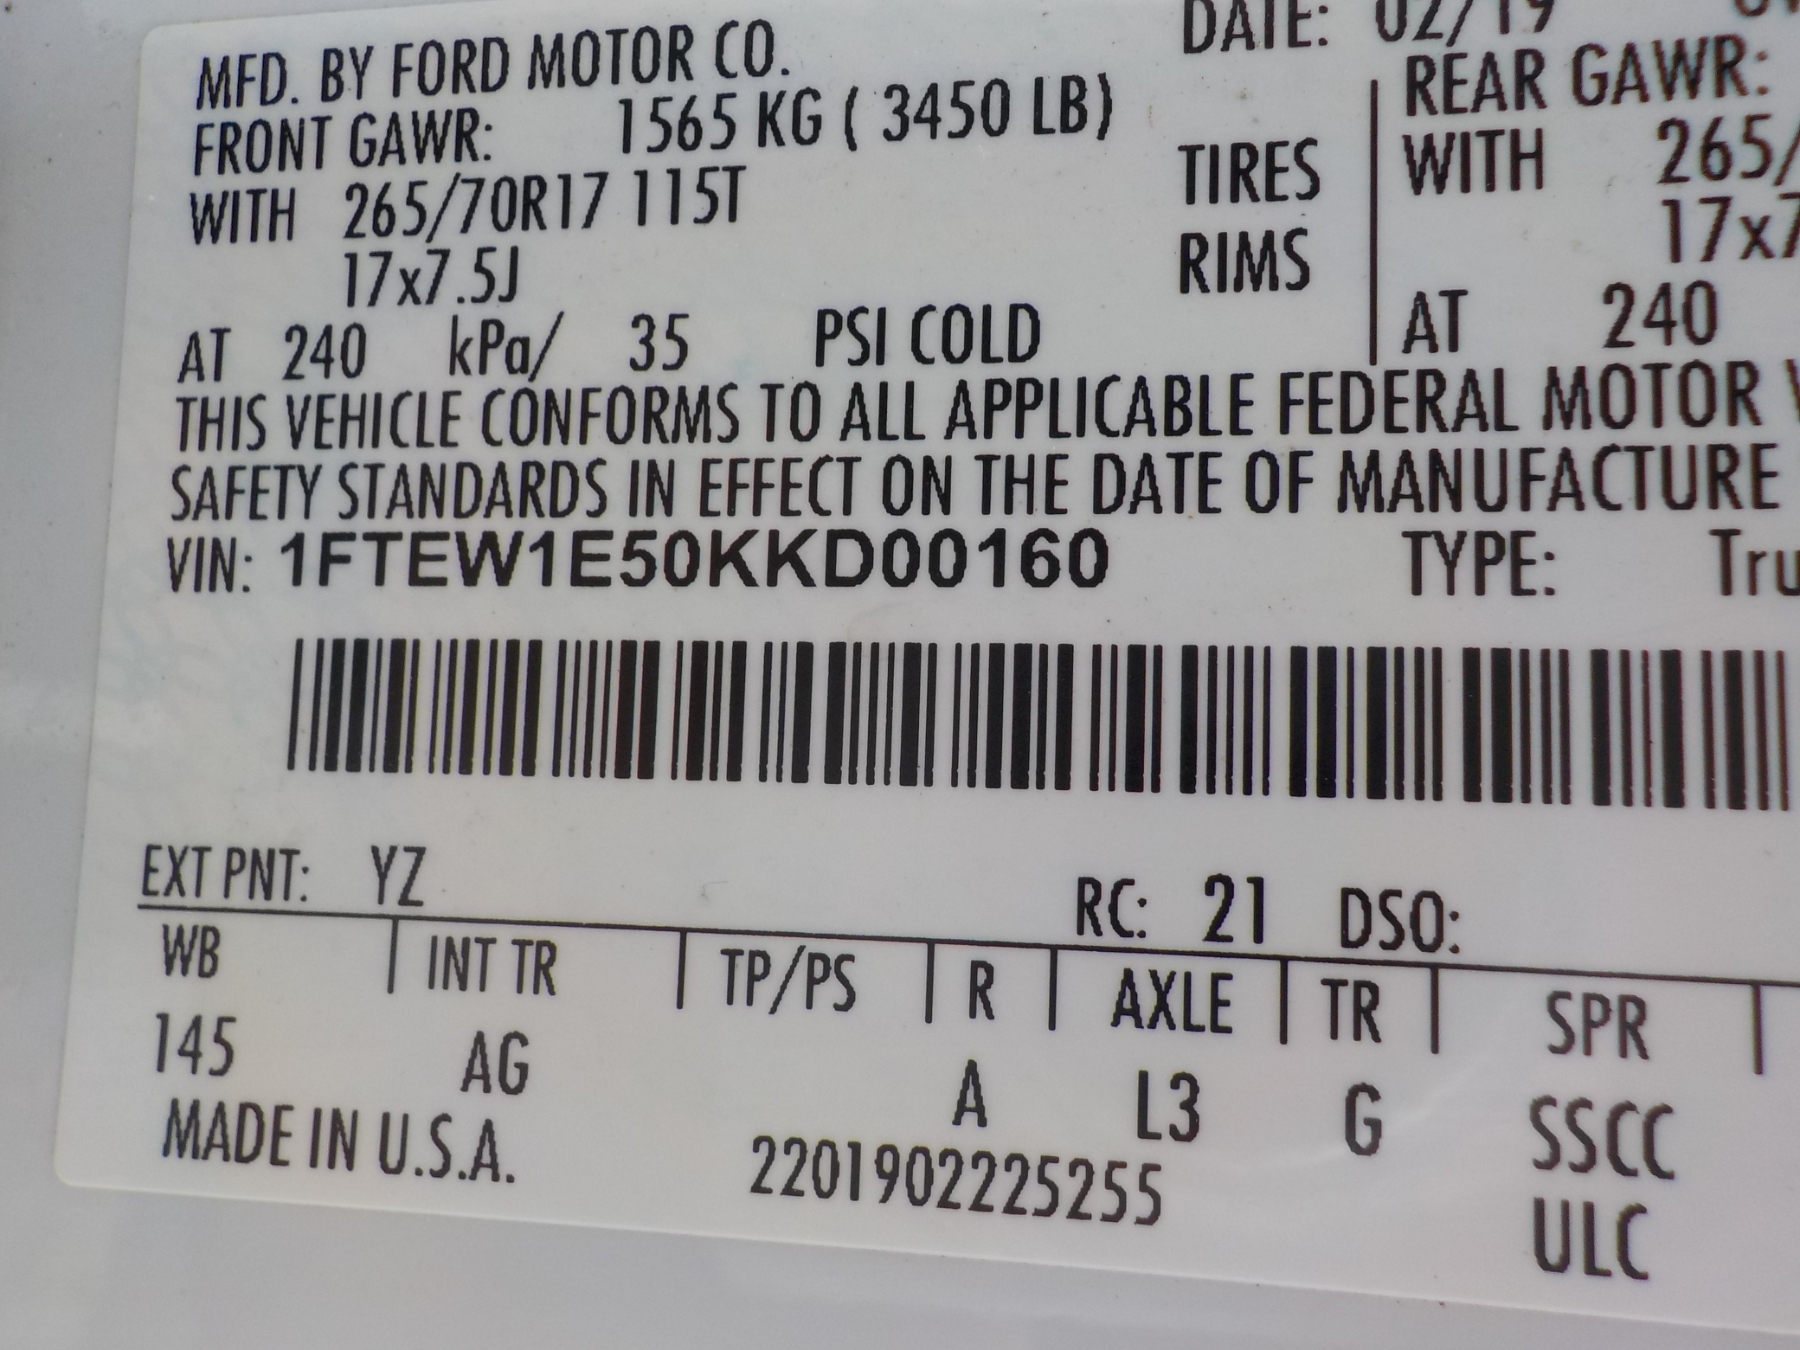 MFD. BY FORD MOTOR CO.
DATE: 02/19
FRONT GAWR: 1565 KG ( 3450 LB)
REAR GAWR:
WITH 265/70R17 115T
TIRES
WITH 265/
17x7.5J
RIMS
17x7
AT 240 kPa/ 35 PSI COLD
AT 240
THIS VEHICLE CONFORMS TO ALL APPLICABLE FEDERAL MOTOR V
SAFETY STANDARDS IN EFFECT ON THE DATE OF MANUFACTURE
VIN: 1FTEW1E50KKD00160
TYPE: Tru
EXT PNT: YZ
RC: 21 DSO:
WB INT TR TP/PS R AXLE TR SPR
145 AG A L3 G SSCC
MADE IN U.S.A. 2201902225255
ULC